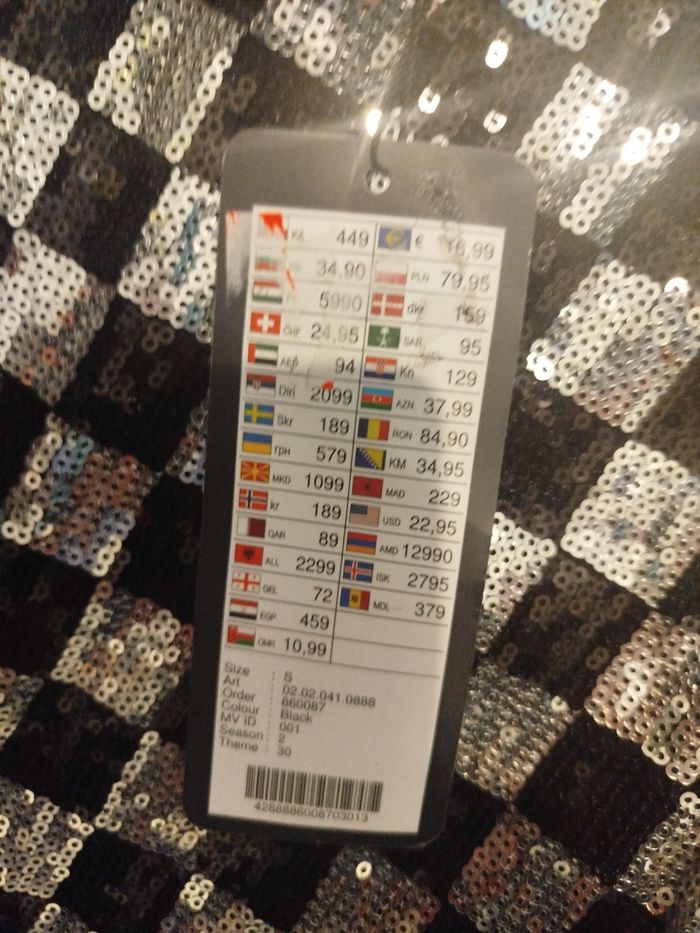 Kč 449 € 16,99
34,90 PLN 79,95
5990 dkr 159
CHF 24,95 SAR 95
AED 94 Kn 129
Din 2099 AZN 37,99
Skr 189 RON 84,90
грн 579 KM 34,95
MKD 1099 MAD 229
kr 189 USD 22,95
QAR 89 AMD 12990
ALL 2299 ISK 2795
GEL 72 MDL 379
EGP 459
OMR 10,99
Size : S
Art : 02.02.041.0888
Order : 860087
Colour : Black
MV ID : 001
Season : 2
Theme : 30
4288886008703013